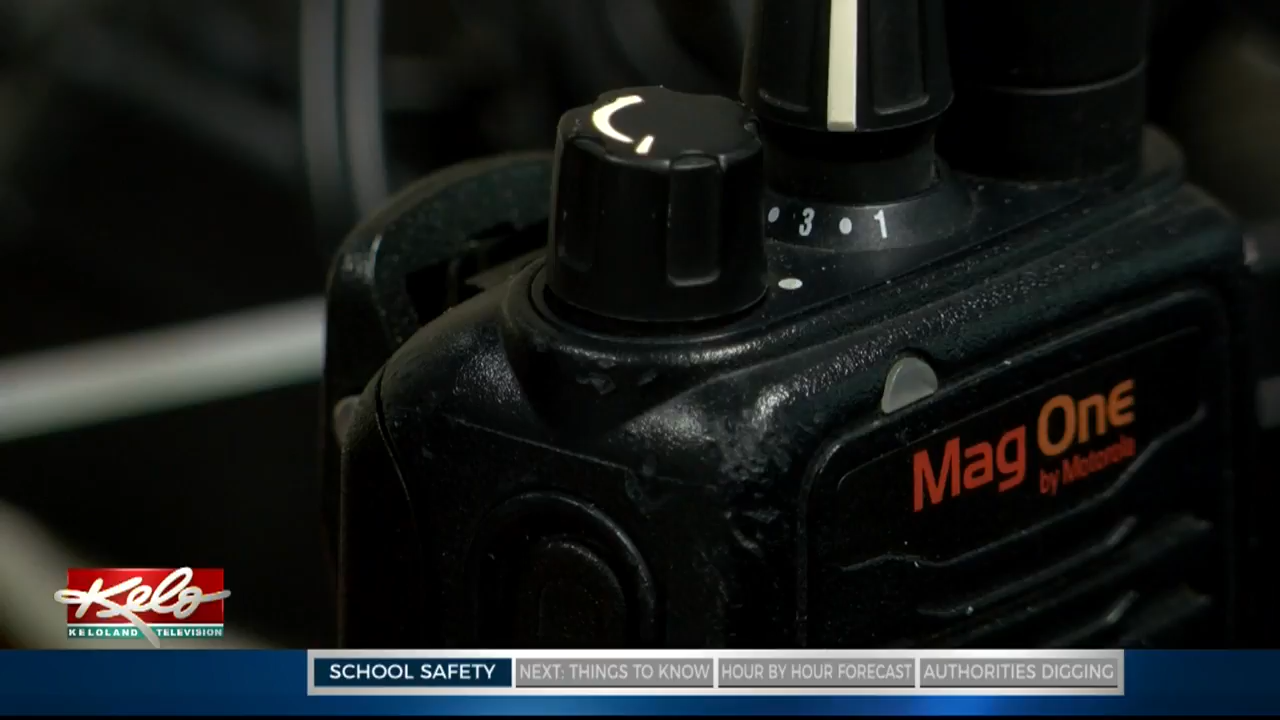 3 • 1
Mag One
by Motorola
Kelo
KELOLAND TELEVISION
SCHOOL SAFETY
NEXT: THINGS TO KNOW
HOUR BY HOUR FORECAST
AUTHORITIES DIGGING